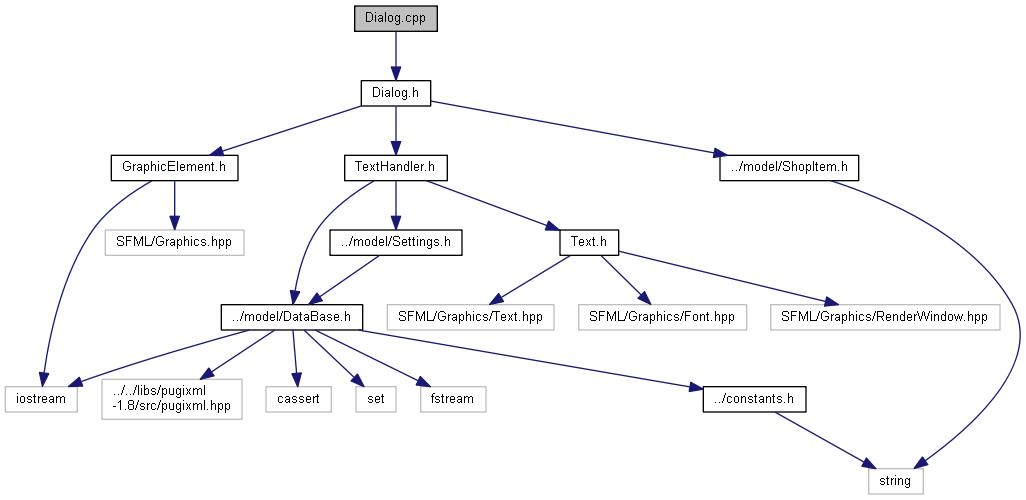 Dialog.cpp
Dialog.h
GraphicElement.h
TextHandler.h
../model/ShopItem.h
SFML/Graphics.hpp
../model/Settings.h
Text.h
../model/DataBase.h
SFML/Graphics/Text.hpp
SFML/Graphics/Font.hpp
SFML/Graphics/RenderWindow.hpp
iostream
../../libs/pugixml
-1.8/src/pugixml.hpp
cassert
set
fstream
../constants.h
string